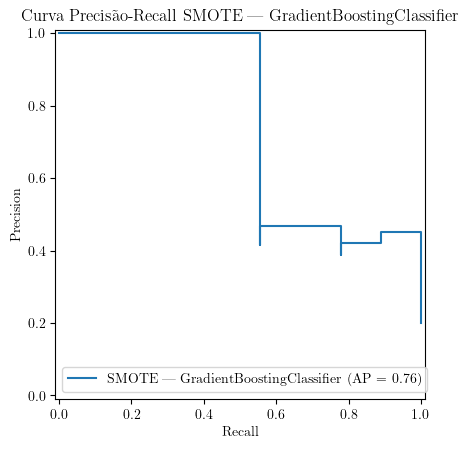 Curva Precisão-Recall SMOTE — GradientBoostingClassifier
1.0
0.8
0.6
0.4
0.2
0.0
Precision
SMOTE — GradientBoostingClassifier (AP = 0.76)
0.0 0.2 0.4 0.6 0.8 1.0
Recall